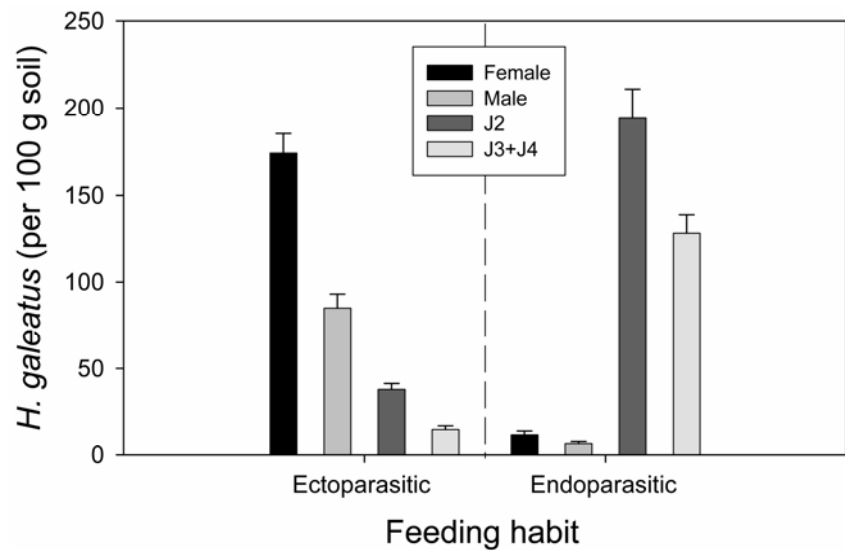 H. galeatus (per 100 g soil)
250
200
150
100
50
0
Female
Male
J2
J3+J4
Ectoparasitic
Endoparasitic
Feeding habit